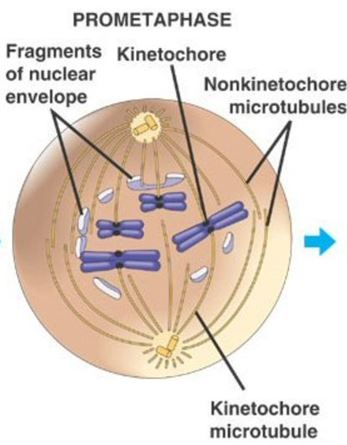 PROMETAPHASE
Fragments
of nuclear
envelope
Kinetochore
Nonkinetochore
microtubules
Kinetochore
microtubule